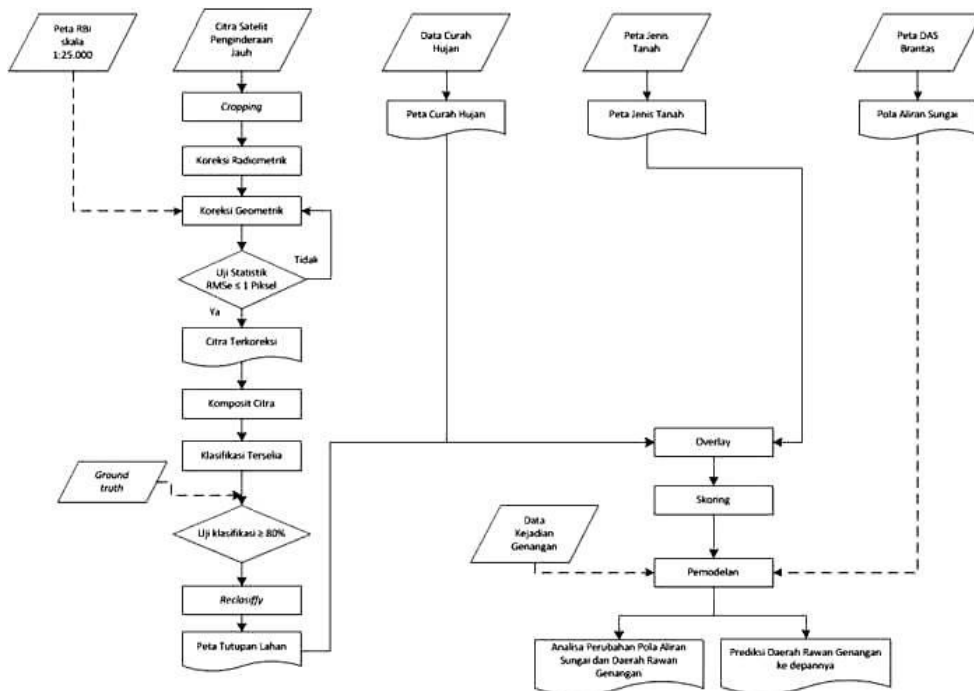 Peta RBI
skala
1:25.000
Citra Satelit
Penginderaan
Jauh
Data Curah
Hujan
Peta Jenis
Tanah
Peta DAS
Brantas
Cropping
Peta Curah Hujan
Peta Jenis Tanah
Pola Aliran Sungai
Koreksi Radiometrik
Koreksi Geometrik
Tidak
Uji Statistik
RMSe ≤ 1 Piksel
Ya
Citra Terkoreksi
Komposit Citra
Klasifikasi Terselia
Overlay
Ground
truth
Skoring
Uji klasifikasi ≥ 80%
Data
Kejadian
Genangan
Pemodelan
Reclasiffy
Peta Tutupan Lahan
Analisa Perubahan Pola Aliran
Sungai dan Daerah Rawan
Genangan
Prediksi Daerah Rawan Genangan
ke depannya